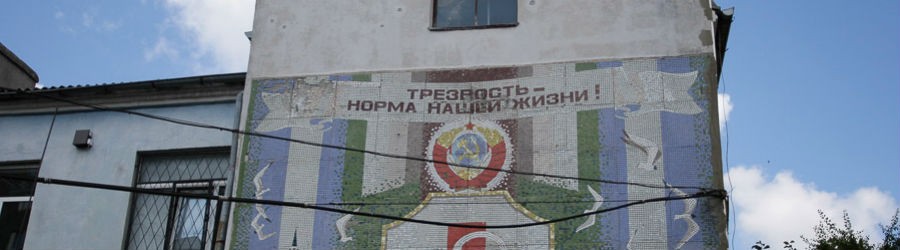 ТРЕЗВОСТЬ –
НОРМА НАШЕЙ ЖИЗНИ!